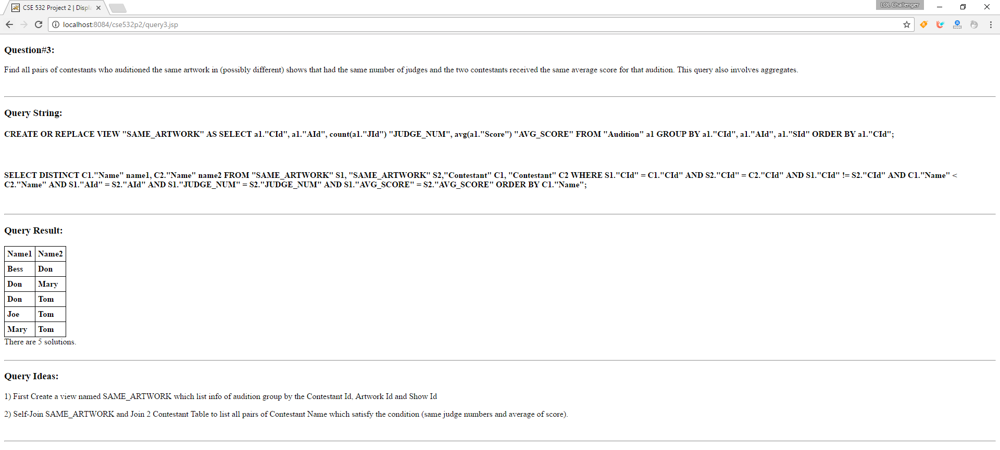 CSE 532 Project 2 | Displa
LOL Challenger
localhost:8084/cse532p2/query3.jsp
Question#3:
Find all pairs of contestants who auditioned the same artwork in (possibly different) shows that had the same number of judges and the two contestants received the same average score for that audition. This query also involves aggregates.
Query String:
CREATE OR REPLACE VIEW "SAME_ARTWORK" AS SELECT a1."CId", a1."AId", count(a1."JId") "JUDGE_NUM", avg(a1."Score") "AVG_SCORE" FROM "Audition" a1 GROUP BY a1."CId", a1."AId", a1."SId" ORDER BY a1."CId";
SELECT DISTINCT C1."Name" name1, C2."Name" name2 FROM "SAME_ARTWORK" S1, "SAME_ARTWORK" S2,"Contestant" C1, "Contestant" C2 WHERE S1."CId" = C1."CId" AND S2."CId" = C2."CId" AND S1."CId" != S2."CId" AND C1."Name" <
C2."Name" AND S1."AId" = S2."AId" AND S1."JUDGE_NUM" = S2."JUDGE_NUM" AND S1."AVG_SCORE" = S2."AVG_SCORE" ORDER BY C1."Name";
Query Result:
Name1 Name2
Bess Don
Don Mary
Don Tom
Joe Tom
Mary Tom
There are 5 solutions.
Query Ideas:
1) First Create a view named SAME_ARTWORK which list info of audition group by the Contestant Id, Artwork Id and Show Id
2) Self-Join SAME_ARTWORK and Join 2 Contestant Table to list all pairs of Contestant Name which satisfy the condition (same judge numbers and average of score).